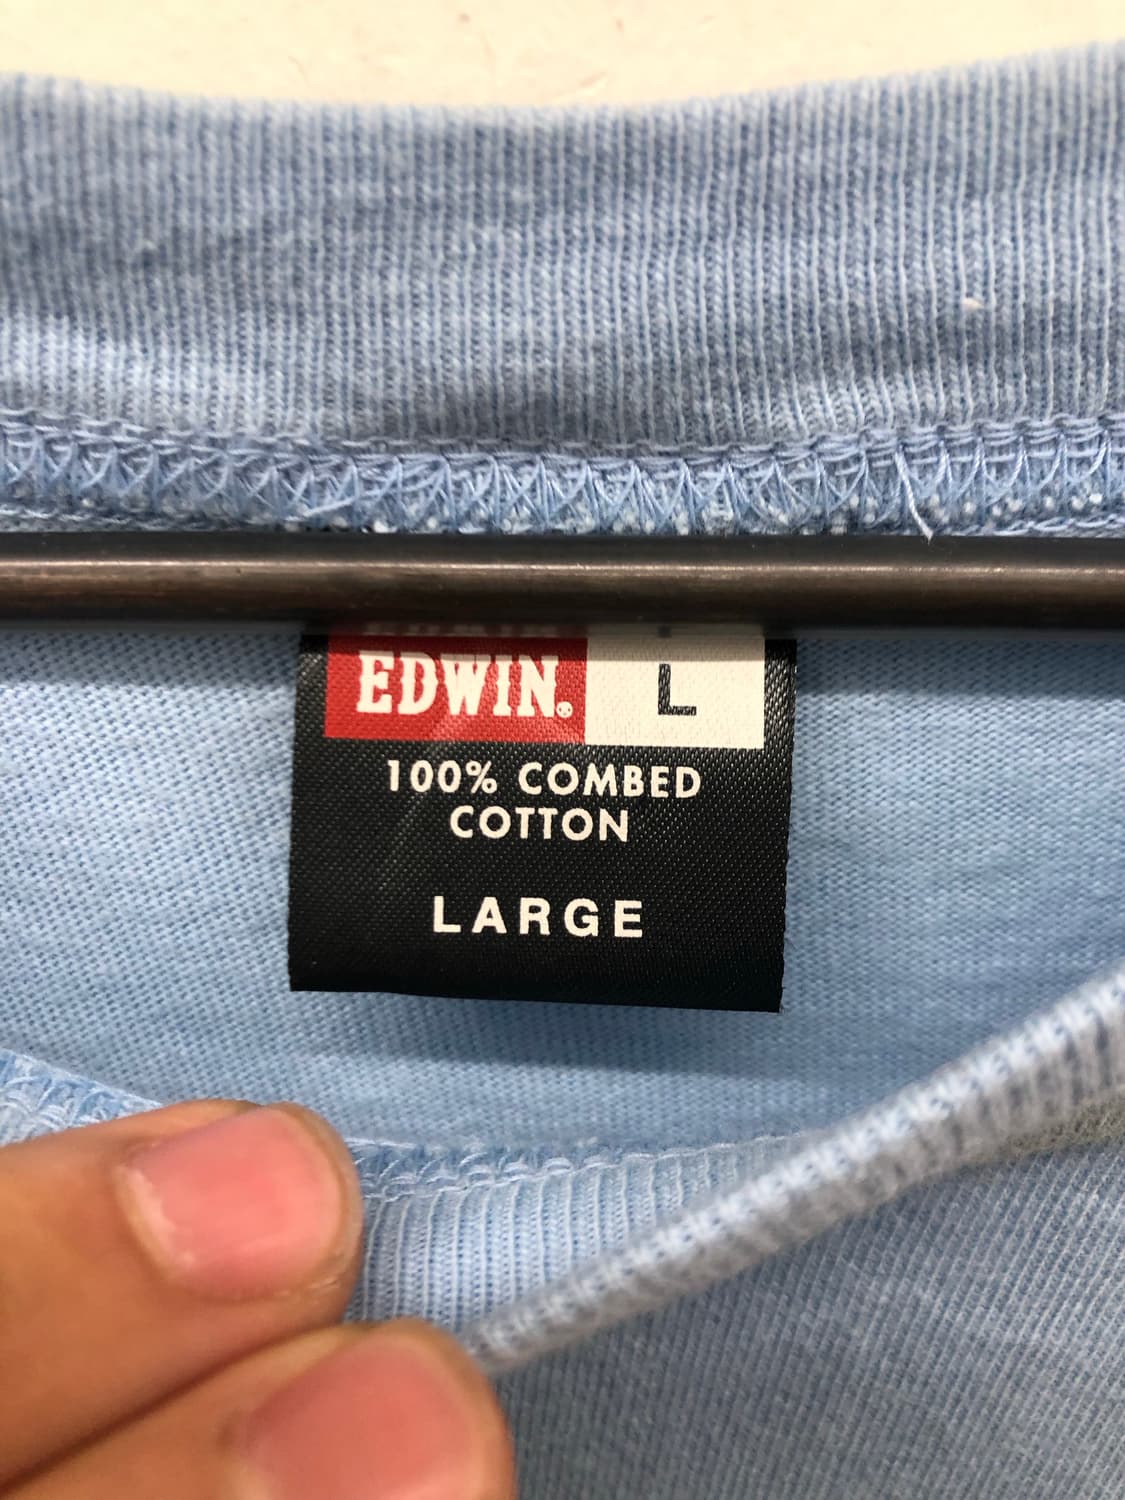 EDWIN. L
100% COMBED
COTTON
LARGE